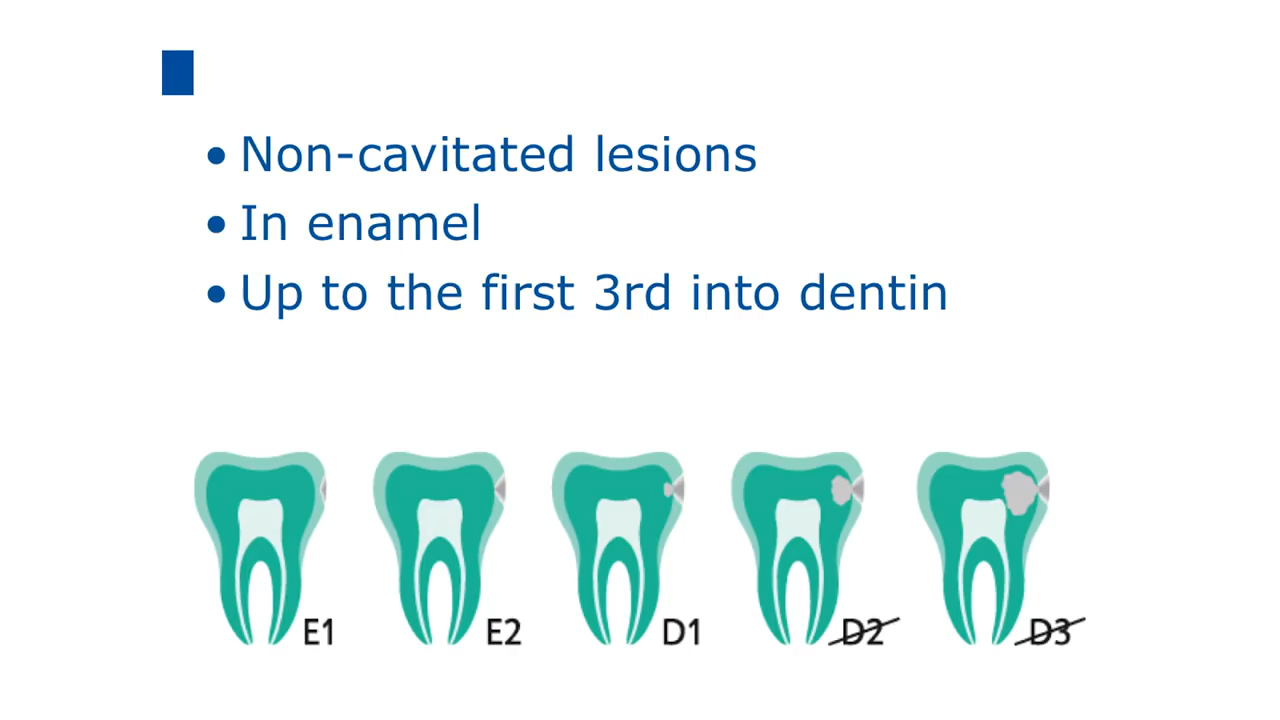 • Non-cavitated lesions
• In enamel
• Up to the first 3rd into dentin
E1 E2 D1 D2 D3